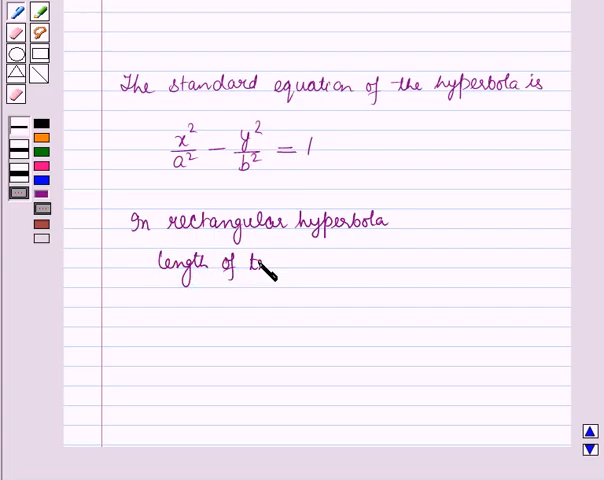 The standard equation of the hyperbola is
x²/a² − y²/b² = 1
In rectangular hyperbola
length of t